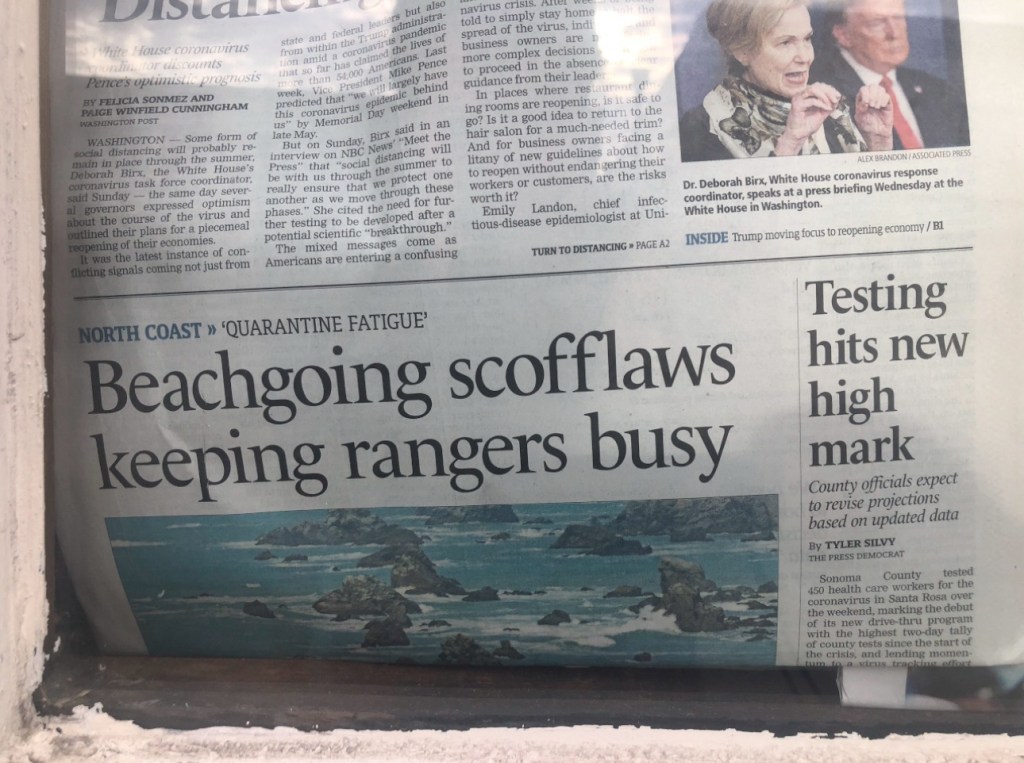 Distancing
White House coronavirus
coordinator discounts
Pence's optimistic prognosis
BY FELICIA SONMEZ AND
PAIGE WINFIELD CUNNINGHAM
WASHINGTON POST
WASHINGTON — Some form of
social distancing will probably re-
main in place through the summer,
Deborah Birx, the White House's
coronavirus task force coordinator,
said Sunday — the same day sever-
al governors expressed optimism
about the course of the virus and
outlined their plans for a piecemeal
reopening of their economies.
It was the latest instance of con-
flicting signals coming not just from
state and federal leaders but also
from within the Trump administra-
tion amid a coronavirus pandemic
that so far has claimed the lives of
more than 54,000 Americans. Last
week, Vice President Mike Pence
predicted that "we will largely have
this coronavirus epidemic behind
us" by Memorial Day weekend in
late May.
But on Sunday, Birx said in an
interview on NBC News' "Meet the
Press" that "social distancing will
be with us through the summer to
really ensure that we protect one
another as we move through these
phases." She cited the need for fur-
ther testing to be developed after a
potential scientific "breakthrough."
The mixed messages come as
Americans are entering a confusing
navirus crisis. After
told to simply stay home
spread of the virus,
business owners are
more complex decisions
to proceed in the absence
guidance from their leader
In places where restaurant din-
ing rooms are reopening, is it safe to
go? Is it a good idea to return to the
hair salon for a much-needed trim?
And for business owners facing a
litany of new guidelines about how
to reopen without endangering their
workers or customers, are the risks
worth it?
Emily Landon, chief infec-
tious-disease epidemiologist at Uni-
TURN TO DISTANCING » PAGE A2
ALEX BRANDON / ASSOCIATED PRESS
Dr. Deborah Birx, White House coronavirus response
coordinator, speaks at a press briefing Wednesday at the
White House in Washington.
INSIDE Trump moving focus to reopening economy / B1
NORTH COAST » 'QUARANTINE FATIGUE'
Beachgoing scofflaws
keeping rangers busy
Testing
hits new
high
mark
County officials expect
to revise projections
based on updated data
By TYLER SILVY
THE PRESS DEMOCRAT
Sonoma County tested
450 health care workers for the
coronavirus in Santa Rosa over
the weekend, marking the debut
of its new drive-thru program
with the highest two-day tally
of county tests since the start of
the crisis, and lending momen-
tum to a virus tracking effort